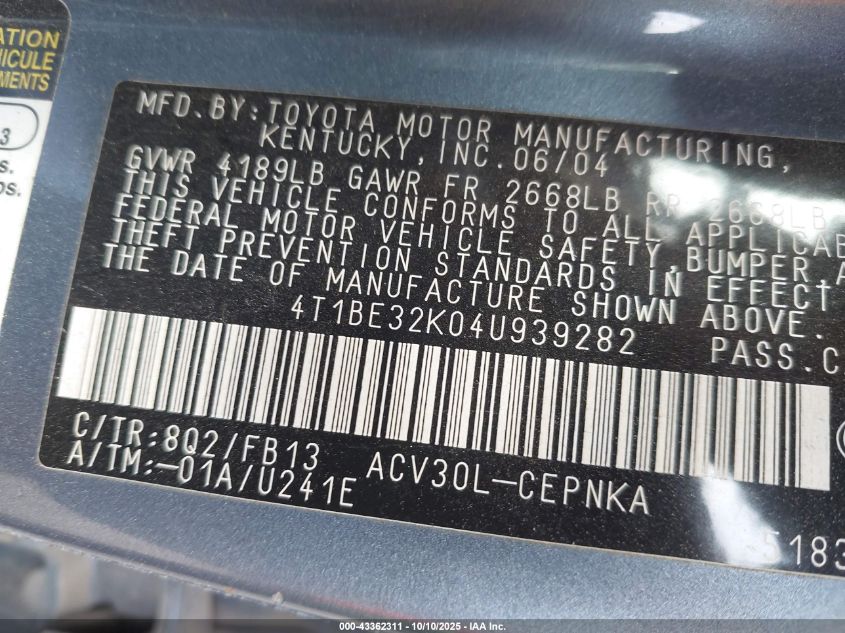 ATION
HICULE
MENTS
3
s.
os.
MFD. BY: TOYOTA MOTOR MANUFACTURING,
KENTUCKY, INC. 06/04
GVWR 4189LB GAWR FR 2668LB RR 2668LB
THIS VEHICLE CONFORMS TO ALL APPLICAB
FEDERAL MOTOR VEHICLE SAFETY, BUMPER, A
THEFT PREVENTION STANDARDS IN EFFECT
THE DATE OF MANUFACTURE SHOWN ABOVE.
4T1BE32K04U939282 PASS.C
C/TR:8Q2/FB13 ACV30L-CEPNKA
A/TM:-01A/U241E
5183
000-43362311 - 10/10/2025 - IAA Inc.